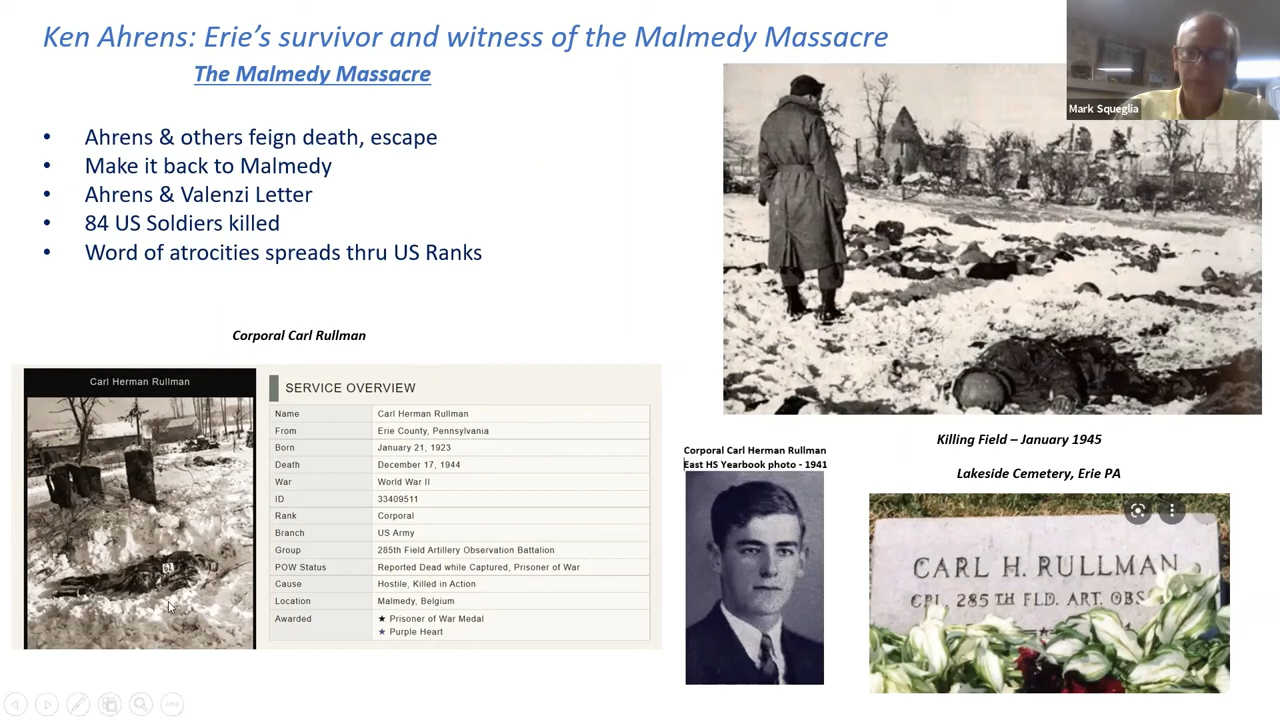 Ken Ahrens: Erie's survivor and witness of the Malmedy Massacre
The Malmedy Massacre
Mark Squeglia
• Ahrens & others feign death, escape
• Make it back to Malmedy
• Ahrens & Valenzi Letter
• 84 US Soldiers killed
• Word of atrocities spreads thru US Ranks
Corporal Carl Rullman
Carl Herman Rullman
SERVICE OVERVIEW
Name Carl Herman Rullman
From Erie County, Pennsylvania
Born January 21, 1923
Death December 17, 1944
War World War II
ID 33409511
Rank Corporal
Branch US Army
Group 285th Field Artillery Observation Battalion
POW Status Reported Dead while Captured, Prisoner of War
Cause Hostile, Killed in Action
Location Malmedy, Belgium
Awarded ★ Prisoner of War Medal
★ Purple Heart
Corporal Carl Herman Rullman
East HS Yearbook photo - 1941
Killing Field – January 1945
Lakeside Cemetery, Erie PA
CARL H. RULLMAN
CPL. 285TH FLD. ART. OBS